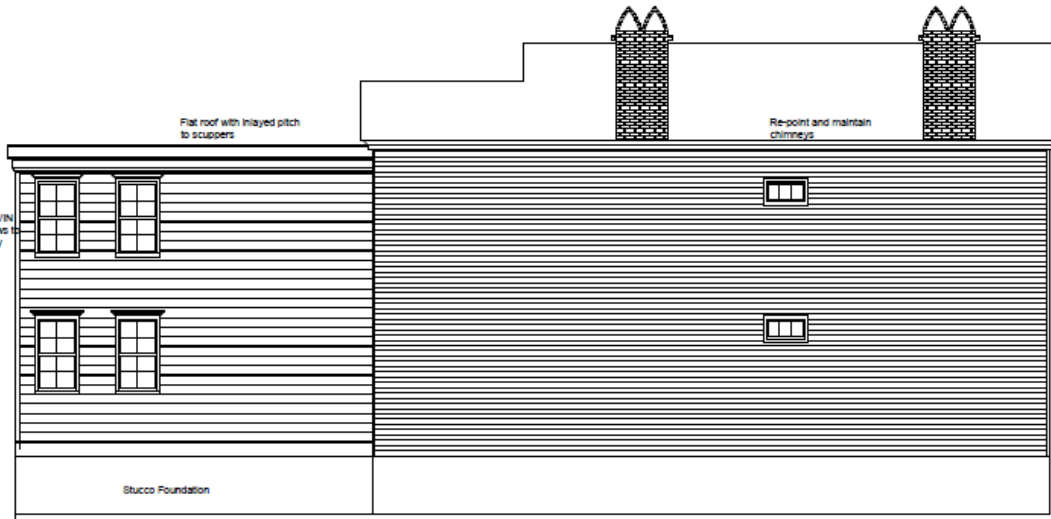 Flat roof with inlayed pitch
to scuppers
Re-point and maintain
chimneys
Stucco Foundation